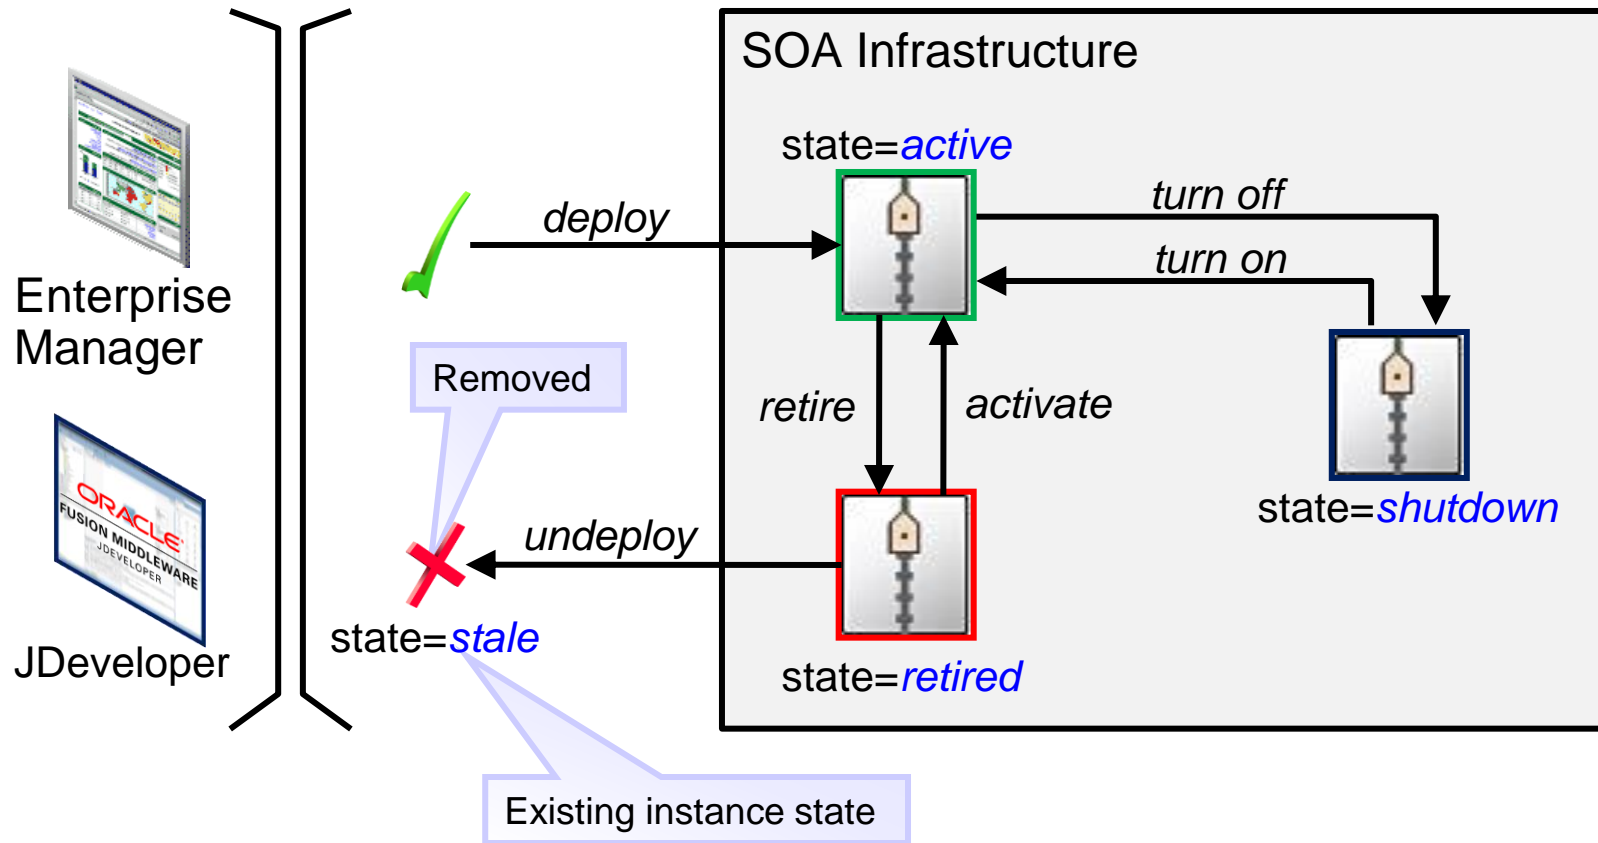 SOA Infrastructure
state=active
turn off
deploy
turn on
Enterprise
Manager
Removed
retire
activate
ORACLE
FUSION MIDDLEWARE
JDEVELOPER
state=shutdown
undeploy
state=stale
JDeveloper
state=retired
Existing instance state